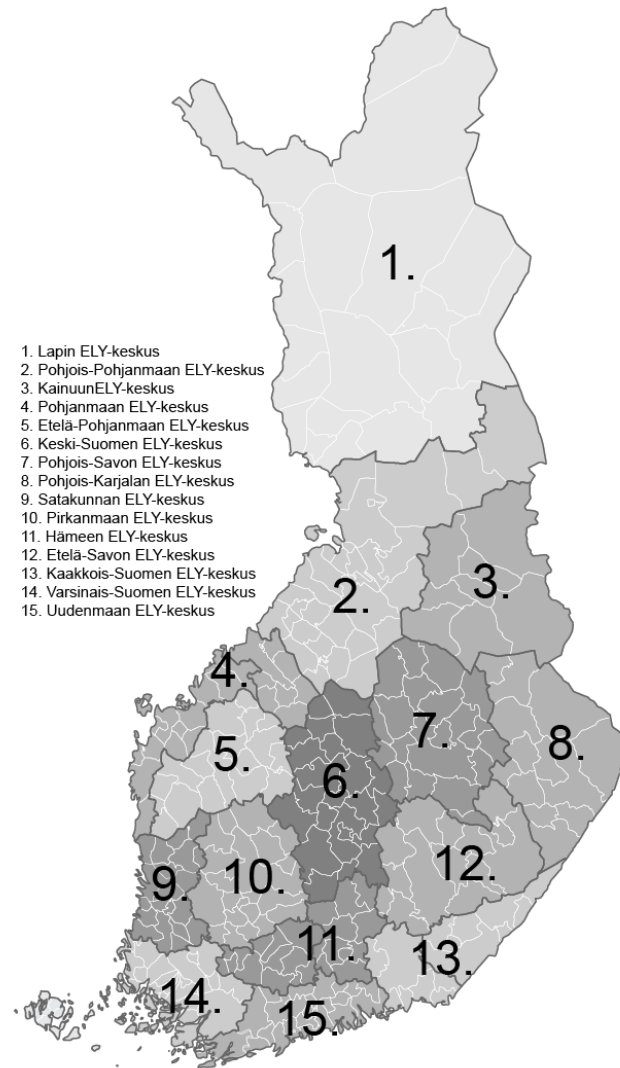 1.
1. Lapin ELY-keskus
2. Pohjois-Pohjanmaan ELY-keskus
3. KainuunELY-keskus
4. Pohjanmaan ELY-keskus
5. Etelä-Pohjanmaan ELY-keskus
6. Keski-Suomen ELY-keskus
7. Pohjois-Savon ELY-keskus
8. Pohjois-Karjalan ELY-keskus
9. Satakunnan ELY-keskus
10. Pirkanmaan ELY-keskus
11. Hämeen ELY-keskus
12. Etelä-Savon ELY-keskus
13. Kaakkois-Suomen ELY-keskus
14. Varsinais-Suomen ELY-keskus
15. Uudenmaan ELY-keskus
2.
3.
4.
5.
6.
7.
8.
9.
10.
11.
12.
13.
14.
15.